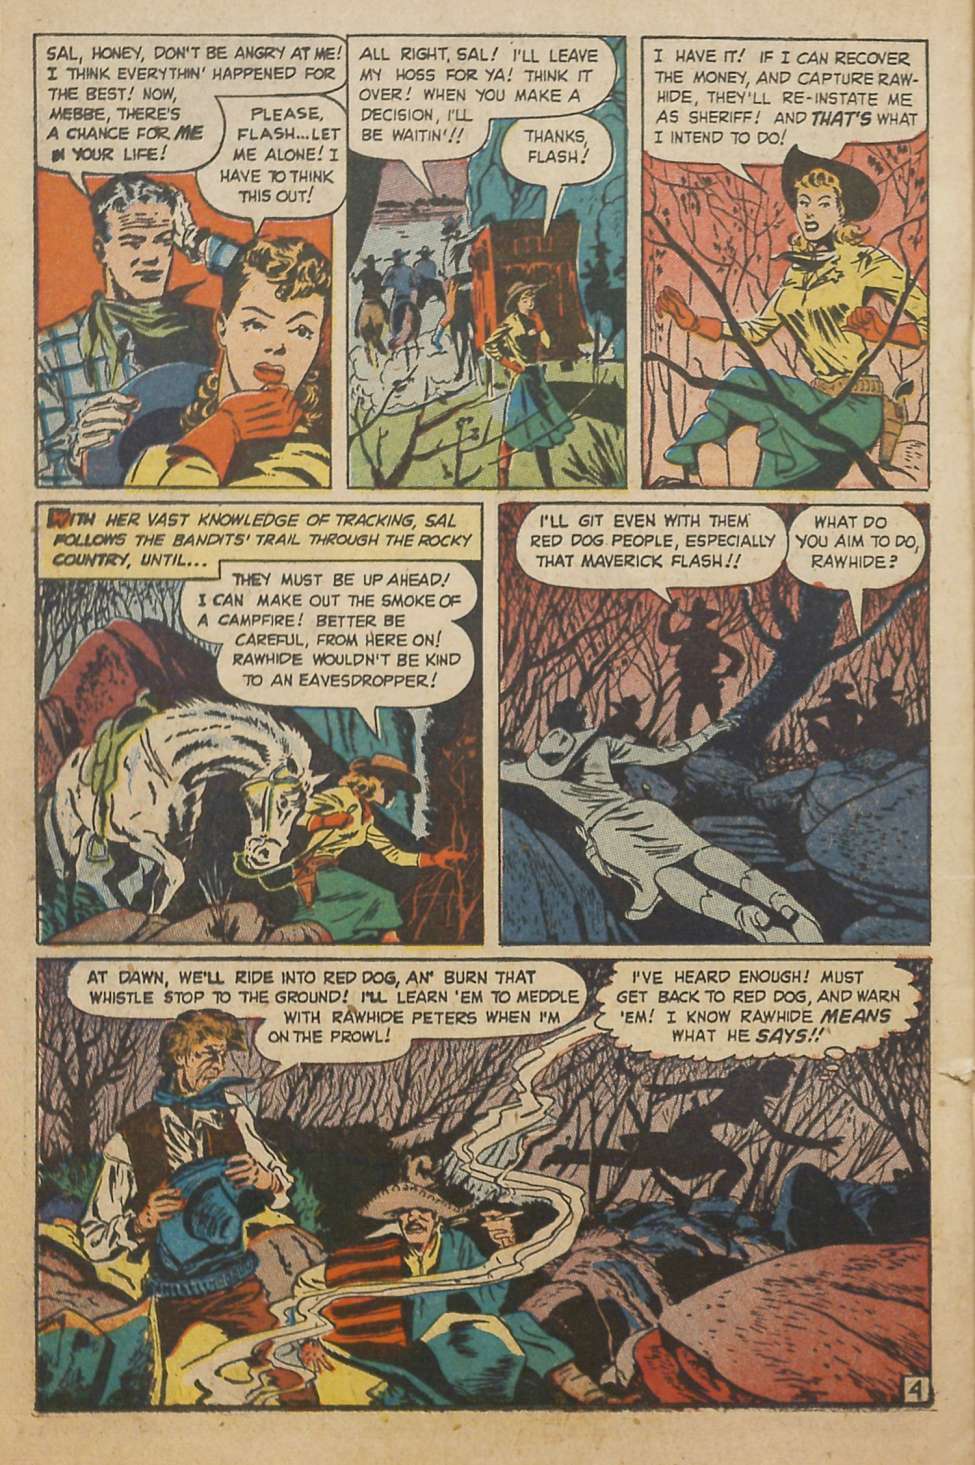 SAL, HONEY, DON'T BE ANGRY AT ME!
I THINK EVERYTHIN' HAPPENED FOR
THE BEST! NOW,
MEBBE, THERE'S
A CHANCE FOR ME
IN YOUR LIFE!
PLEASE,
FLASH...LET
ME ALONE! I
HAVE TO THINK
THIS OUT!
ALL RIGHT, SAL! I'LL LEAVE
MY HOSS FOR YA! THINK IT
OVER! WHEN YOU MAKE A
DECISION, I'LL
BE WAITIN'!!
THANKS,
FLASH!
I HAVE IT! IF I CAN RECOVER
THE MONEY, AND CAPTURE RAW-
HIDE, THEY'LL RE-INSTATE ME
AS SHERIFF! AND THAT'S WHAT
I INTEND TO DO!
WITH HER VAST KNOWLEDGE OF TRACKING, SAL
FOLLOWS THE BANDITS' TRAIL THROUGH THE ROCKY
COUNTRY, UNTIL...
THEY MUST BE UP AHEAD!
I CAN MAKE OUT THE SMOKE OF
A CAMPFIRE! BETTER BE
CAREFUL, FROM HERE ON!
RAWHIDE WOULDN'T BE KIND
TO AN EAVESDROPPER!
I'LL GIT EVEN WITH THEM
RED DOG PEOPLE, ESPECIALLY
THAT MAVERICK FLASH!!
WHAT DO
YOU AIM TO DO,
RAWHIDE?
AT DAWN, WE'LL RIDE INTO RED DOG, AN' BURN THAT
WHISTLE STOP TO THE GROUND! I'LL LEARN 'EM TO MEDDLE
WITH RAWHIDE PETERS WHEN I'M
ON THE PROWL!
I'VE HEARD ENOUGH! MUST
GET BACK TO RED DOG, AND WARN
'EM! I KNOW RAWHIDE MEANS
WHAT HE SAYS!!
4